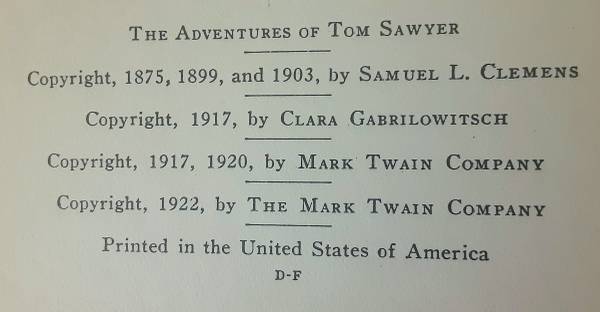 THE ADVENTURES OF TOM SAWYER
Copyright, 1875, 1899, and 1903, by SAMUEL L. CLEMENS
Copyright, 1917, by CLARA GABRILOWITSCH
Copyright, 1917, 1920, by MARK TWAIN COMPANY
Copyright, 1922, by THE MARK TWAIN COMPANY
Printed in the United States of America
D-F